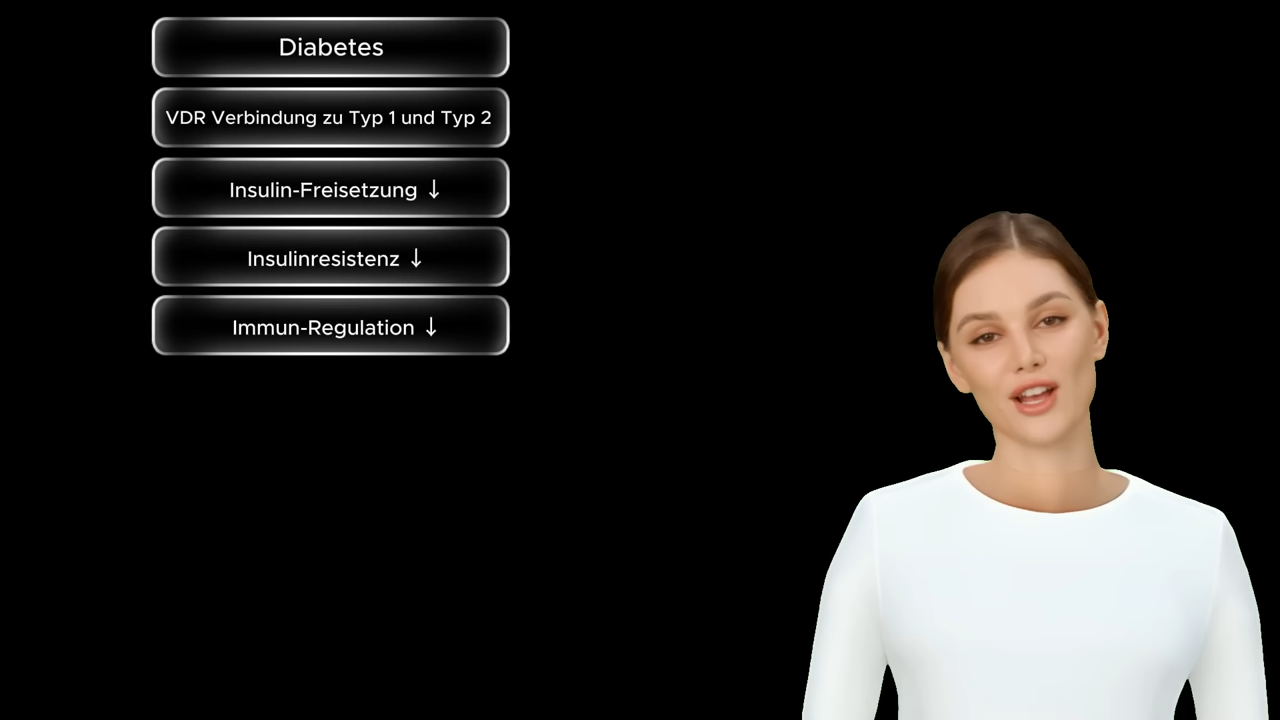 Diabetes
VDR Verbindung zu Typ 1 und Typ 2
Insulin-Freisetzung ↓
Insulinresistenz ↓
Immun-Regulation ↓